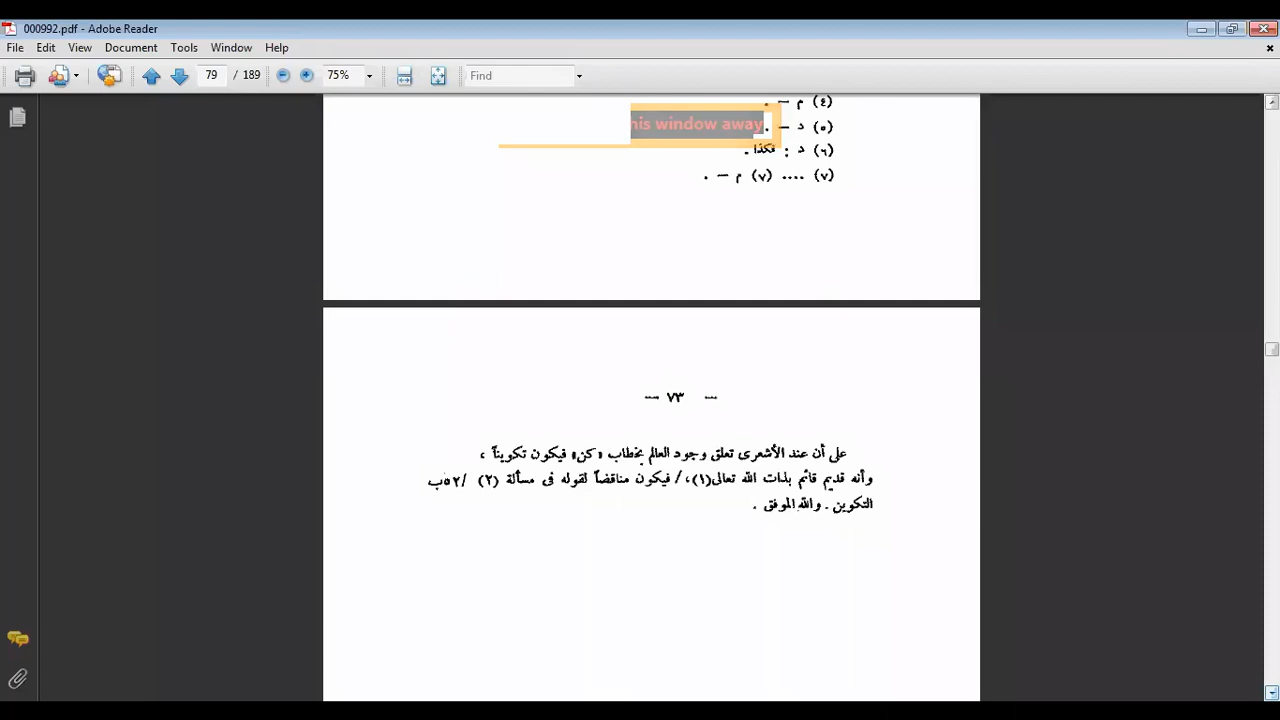 000992.pdf - Adobe Reader
File Edit View Document Tools Window Help
79 / 189 75% Find
(٤) م — .
(٥) د — .
his window away
(٦) د : فكذا .
(٧) .... (٧) م — .
— ٧٣ —
على أن عند الأشعرى تعلق وجود العالم بخطاب «كن» فيكون تكويناً ،
وأنه قديم قائم بذات الله تعالى(١)، / فيكون مناقضاً لقوله فى مسألة (٢) /٥٢ب
التكوين . والله الموفق .